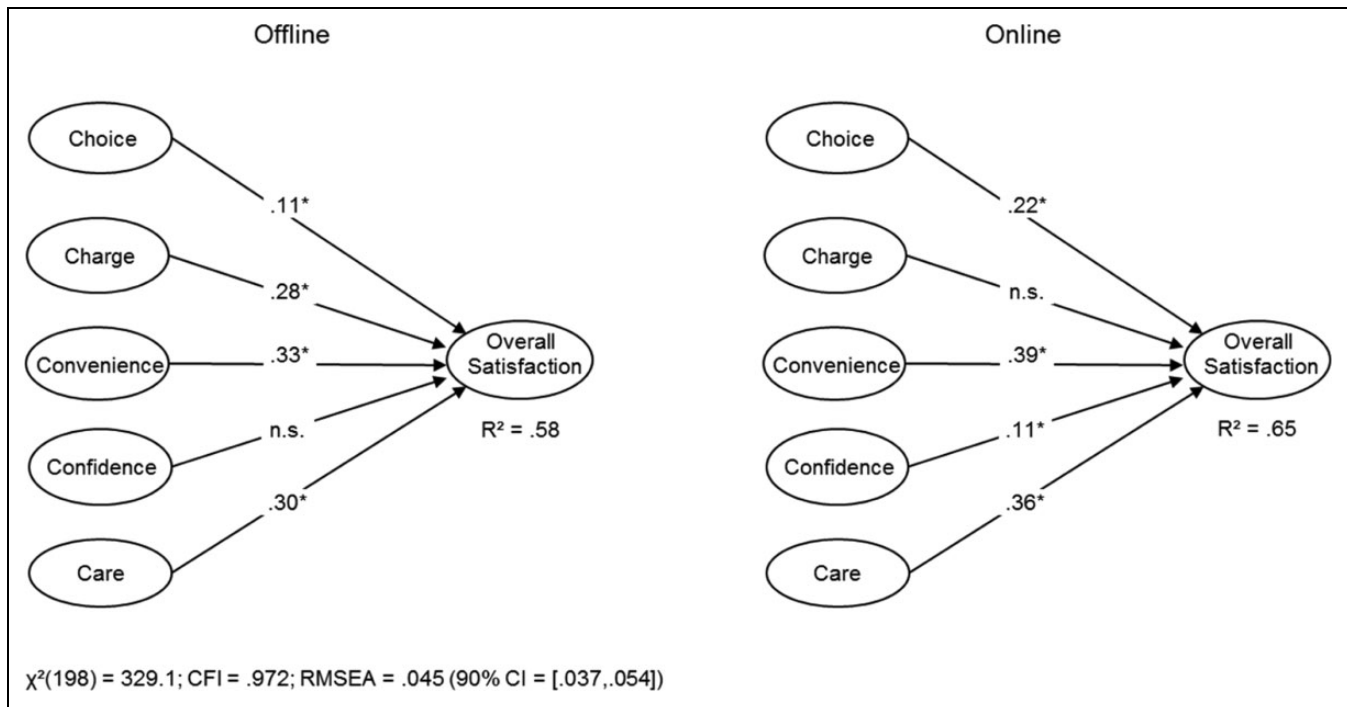 Offline
Choice
.11*
Charge
.28*
Convenience
.33*
Overall
Satisfaction
R² = .58
Confidence
n.s.
Care
.30*
Online
Choice
.22*
Charge
n.s.
Convenience
.39*
Overall
Satisfaction
R² = .65
Confidence
.11*
Care
.36*
χ²(198) = 329.1; CFI = .972; RMSEA = .045 (90% CI = [.037,.054])